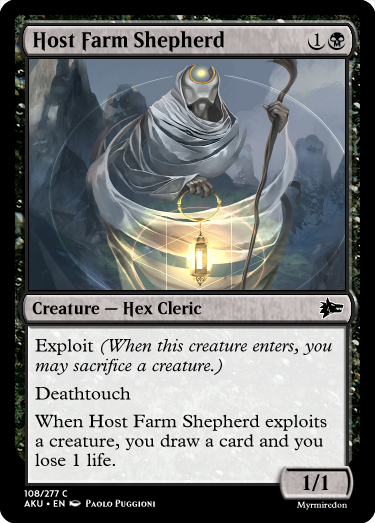 Host Farm Shepherd 1
Creature — Hex Cleric
Exploit (When this creature enters, you
may sacrifice a creature.)
Deathtouch
When Host Farm Shepherd exploits
a creature, you draw a card and you
lose 1 life.
1/1
108/277 C
AKU • EN Paolo Puggioni
Myrmiredon